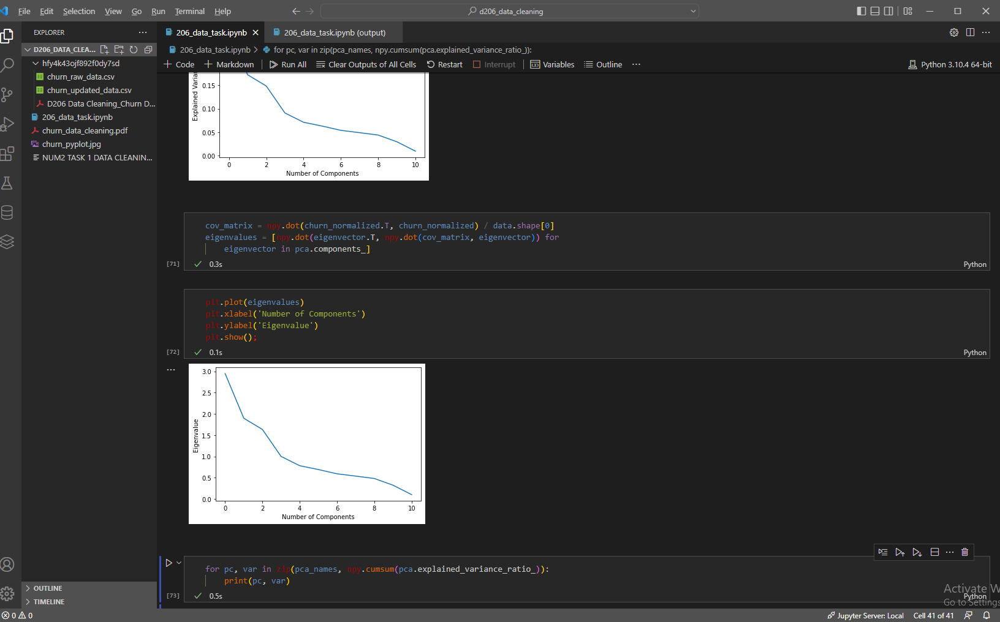 File Edit Selection View Go Run Terminal Help
d206_data_cleaning
EXPLORER
206_data_task.ipynb
206_data_task.ipynb (output)
D206_DATA_CLEA...
206_data_task.ipynb > for pc, var in zip(pca_names, npy.cumsum(pca.explained_variance_ratio_)):
hfy4k43ojf892f0dy7sd
Code Markdown Run All Clear Outputs of All Cells Restart Interrupt Variables Outline ...
Python 3.10.4 64-bit
churn_raw_data.csv
churn_updated_data.csv
D206 Data Cleaning_Churn D...
206_data_task.ipynb
churn_data_cleaning.pdf
churn_pyplot.jpg
NUM2 TASK 1 DATA CLEANIN...
Explained Varian
0.15
0.10
0.05
0.00
0 2 4 6 8 10
Number of Components
cov_matrix = npy.dot(churn_normalized.T, churn_normalized) / data.shape[0]
eigenvalues = [npy.dot(eigenvector.T, npy.dot(cov_matrix, eigenvector)) for
eigenvector in pca.components_]
[71] 0.3s
Python
plt.plot(eigenvalues)
plt.xlabel('Number of Components')
plt.ylabel('Eigenvalue')
plt.show();
[72] 0.1s
Python
...
Eigenvalue
3.0
2.5
2.0
1.5
1.0
0.5
0.0
0 2 4 6 8 10
Number of Components
for pc, var in zip(pca_names, npy.cumsum(pca.explained_variance_ratio_)):
print(pc, var)
[73] 0.5s
Python
Activate W
Go to Settings
OUTLINE
TIMELINE
0 0
Jupyter Server: Local Cell 41 of 41